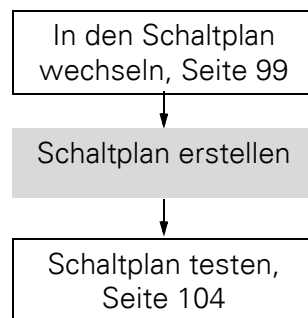 In den Schaltplan
wechseln, Seite 99
Schaltplan erstellen
Schaltplan testen,
Seite 104